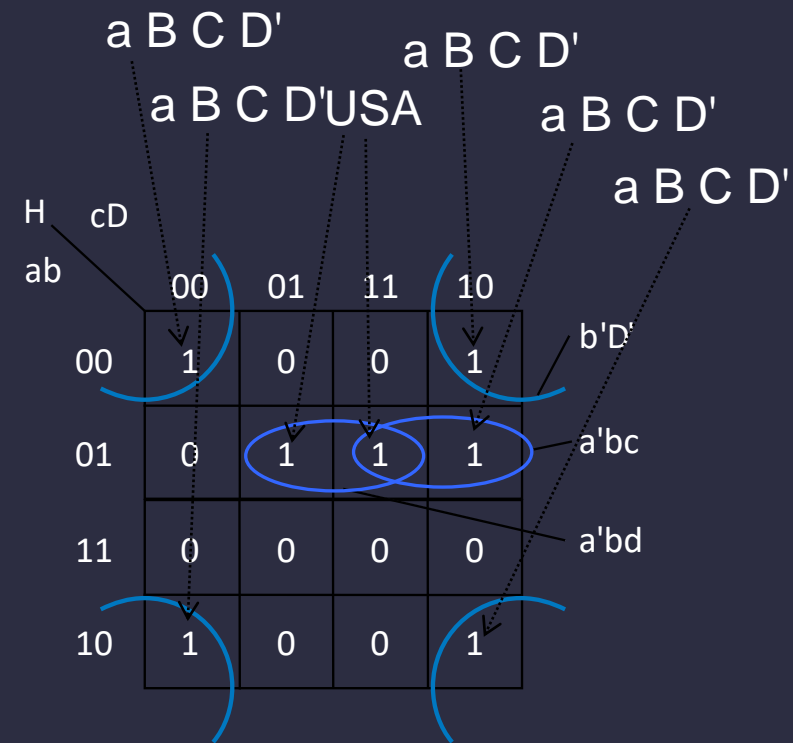 a B C D'
a B C D'
a B C D'USA
a B C D'
a B C D'
H cD
ab
00 01 11 10
b'D'
00 1 0 0 1
a'bc
01 0 1 1 1
a'bd
11 0 0 0 0
10 1 0 0 1